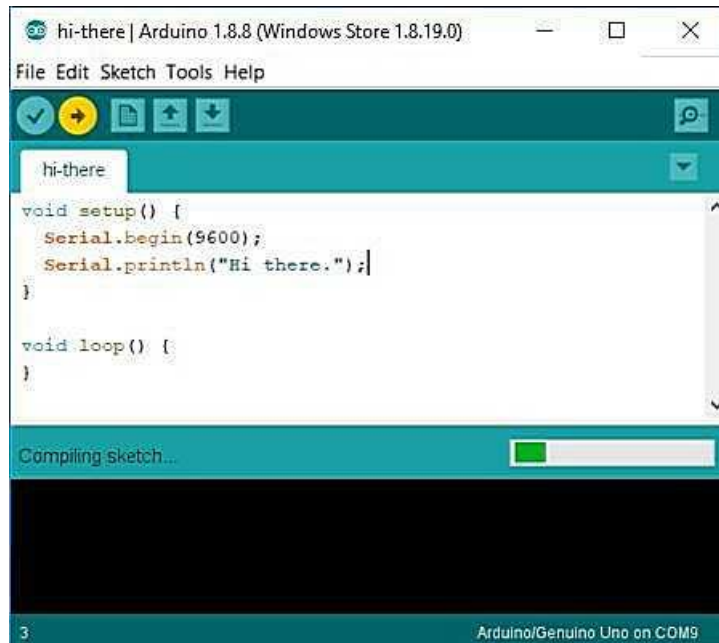 hi-there | Arduino 1.8.8 (Windows Store 1.8.19.0)
File Edit Sketch Tools Help
hi-there
void setup() {
  Serial.begin(9600);
  Serial.println("Hi there.");
}
void loop() {
}
Compiling sketch...
3
Arduino/Genuino Uno on COM9